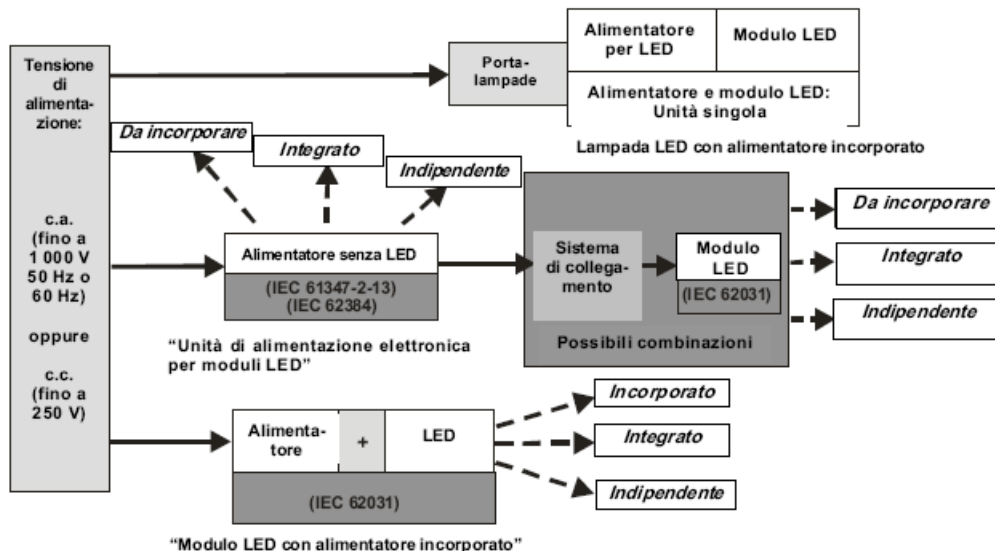 Tensione
di
alimenta-
zione:
c.a.
(fino a
1 000 V
50 Hz o
60 Hz)
oppure
c.c.
(fino a
250 V)
Porta-
lampade
Alimentatore
per LED
Modulo LED
Alimentatore e modulo LED:
Unità singola
Lampada LED con alimentatore incorporato
Da incorporare
Integrato
Indipendente
Alimentatore senza LED
(IEC 61347-2-13)
(IEC 62384)
“Unità di alimentazione elettronica
per moduli LED”
Sistema
di collega-
mento
Modulo
LED
(IEC 62031)
Possibili combinazioni
Da incorporare
Integrato
Indipendente
Alimenta-
tore
+
LED
(IEC 62031)
“Modulo LED con alimentatore incorporato”
Incorporato
Integrato
Indipendente